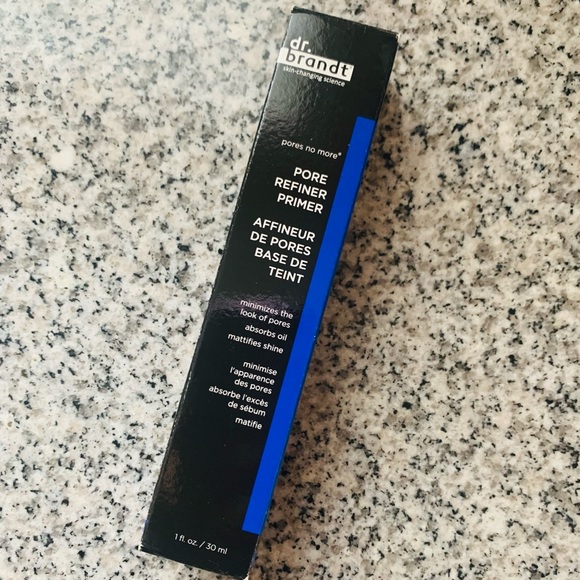 dr.
brandt
skin-changing science
pores no more®
PORE
REFINER
PRIMER
AFFINEUR
DE PORES
BASE DE
TEINT
minimizes the
look of pores
absorbs oil
mattifies shine
minimise
l'apparence
des pores
absorbe l'excès
de sébum
matifie
1 fl. oz. / 30 ml